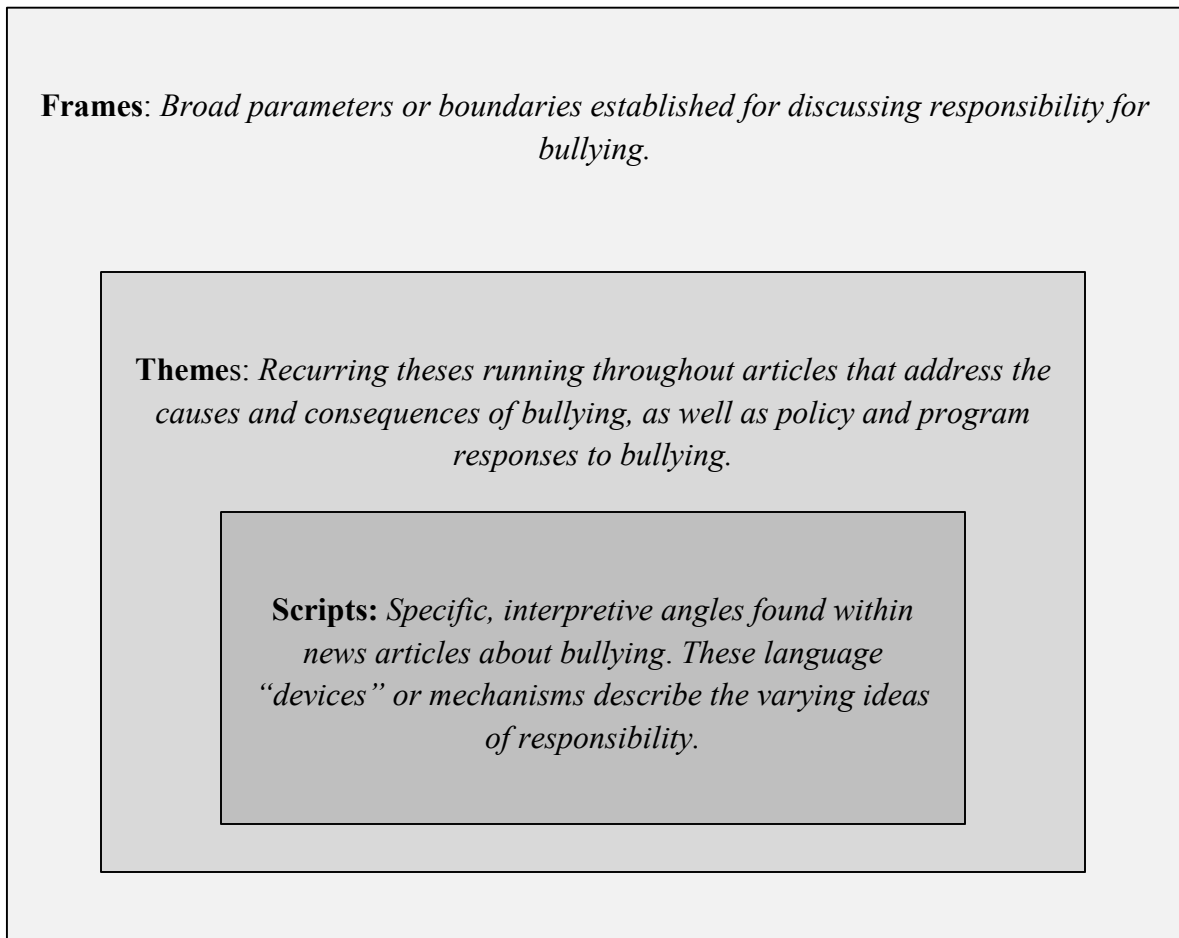 Frames: Broad parameters or boundaries established for discussing responsibility for
bullying.
Themes: Recurring theses running throughout articles that address the
causes and consequences of bullying, as well as policy and program
responses to bullying.
Scripts: Specific, interpretive angles found within
news articles about bullying. These language
“devices” or mechanisms describe the varying ideas
of responsibility.